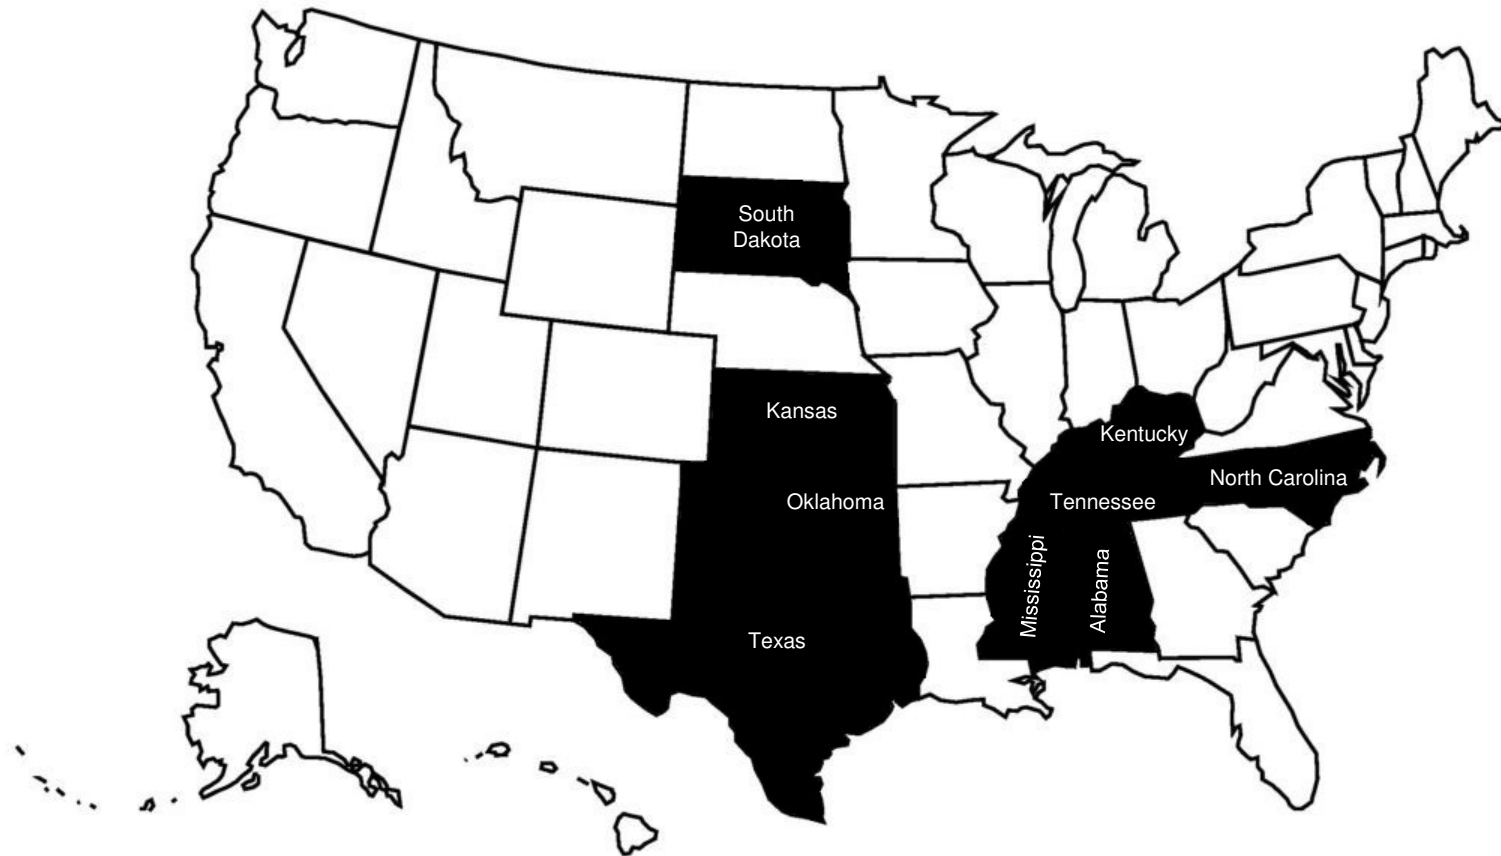 South
Dakota
Kansas
Kentucky
North Carolina
Oklahoma
Tennessee
Mississippi
Alabama
Texas